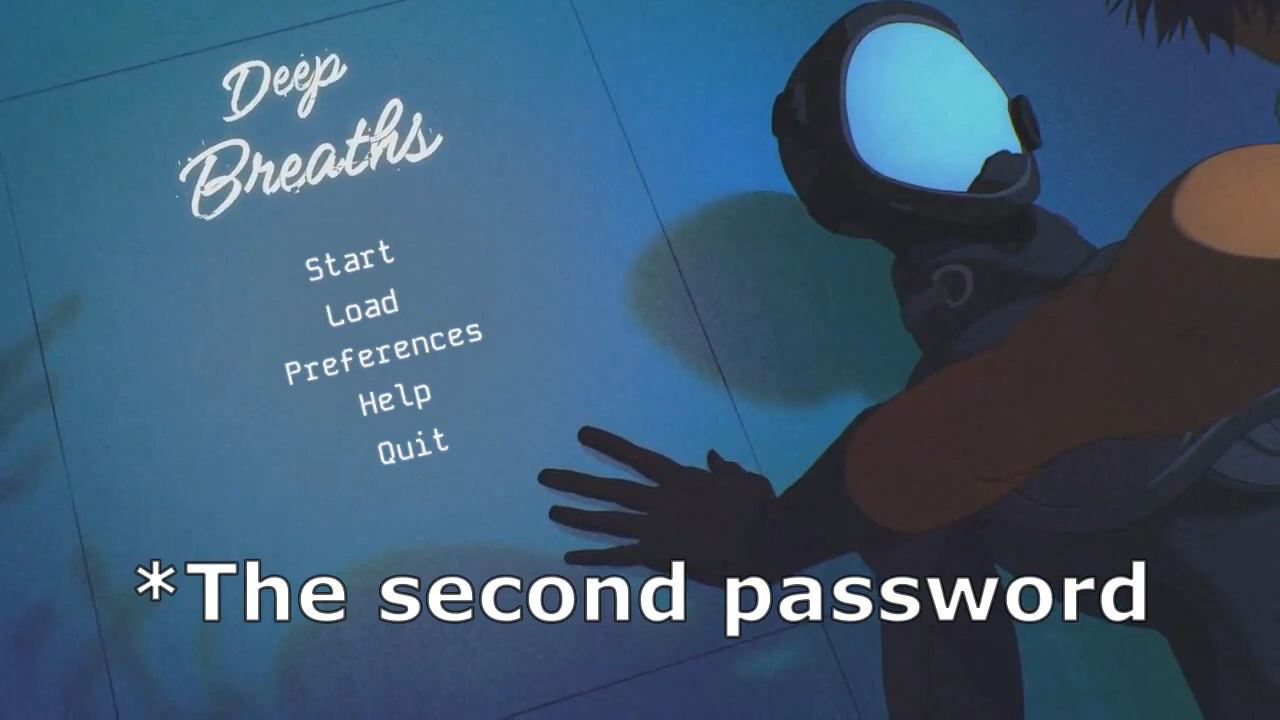 Deep
Breaths
Start
Load
Preferences
Help
Quit
*The second password